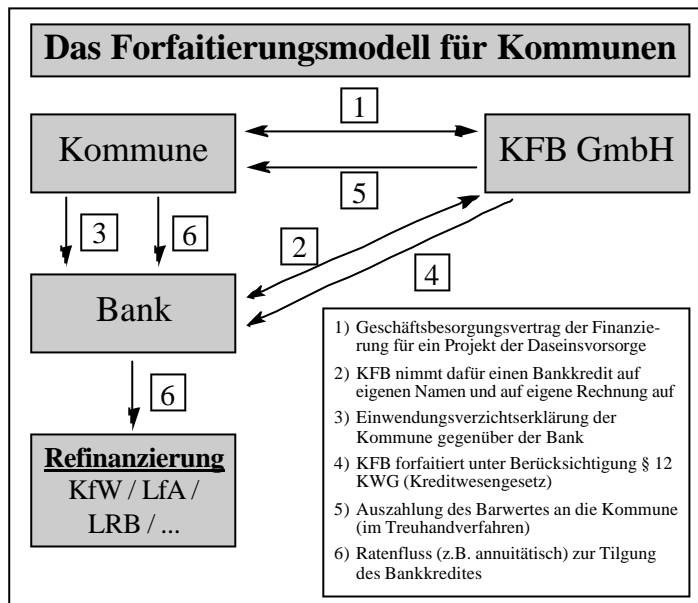 Das Forfaitierungsmodell für Kommunen
Kommune
1
KFB GmbH
5
3
6
2
4
Bank
6
Refinanzierung
KfW / LfA /
LRB / ...
1) Geschäftsbesorgungsvertrag der Finanzie-
rung für ein Projekt der Daseinsvorsorge
2) KFB nimmt dafür einen Bankkredit auf
eigenen Namen und auf eigene Rechnung auf
3) Einwendungsverzichtserklärung der
Kommune gegenüber der Bank
4) KFB forfaitiert unter Berücksichtigung § 12
KWG (Kreditwesengesetz)
5) Auszahlung des Barwertes an die Kommune
(im Treuhandverfahren)
6) Ratenfluss (z.B. annuitätisch) zur Tilgung
des Bankkredites